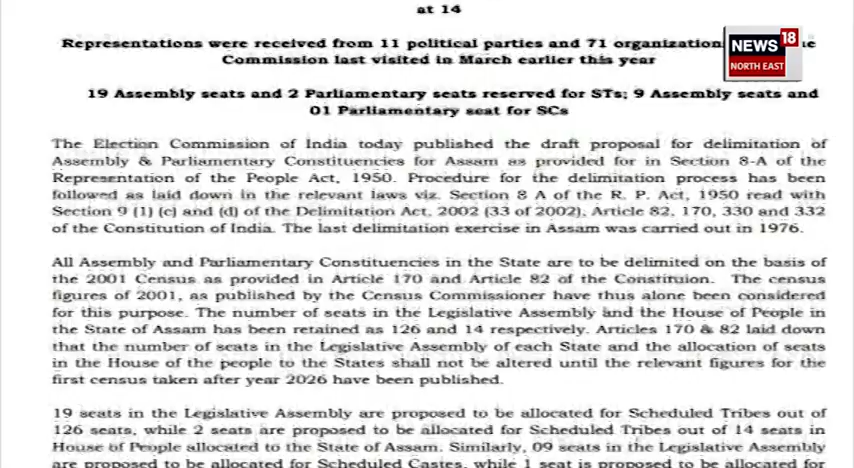 at 14
Representations were received from 11 political parties and 71 organization
Commission last visited in March earlier this year
NEWS 18
NORTH EAST
19 Assembly seats and 2 Parliamentary seats reserved for STs; 9 Assembly seats and
01 Parliamentary seat for SCs
The Election Commission of India today published the draft proposal for delimitation of
Assembly & Parliamentary Constituencies for Assam as provided for in Section 8-A of the
Representation of the People Act, 1950. Procedure for the delimitation process has been
followed as laid down in the relevant laws viz. Section 8 A of the R. P. Act, 1950 read with
Section 9 (1) (c) and (d) of the Delimitation Act, 2002 (33 of 2002), Article 82, 170, 330 and 332
of the Constitution of India. The last delimitation exercise in Assam was carried out in 1976.
All Assembly and Parliamentary Constituencies in the State are to be delimited on the basis of
the 2001 Census as provided in Article 170 and Article 82 of the Constituion. The census
figures of 2001, as published by the Census Commissioner have thus alone been considered
for this purpose. The number of seats in the Legislative Assembly and the House of People in
the State of Assam has been retained as 126 and 14 respectively. Articles 170 & 82 laid down
that the number of seats in the Legislative Assembly of each State and the allocation of seats
in the House of the people to the States shall not be altered until the relevant figures for the
first census taken after year 2026 have been published.
19 seats in the Legislative Assembly are proposed to be allocated for Scheduled Tribes out of
126 seats, while 2 seats are proposed to be allocated for Scheduled Tribes out of 14 seats in
House of People allocated to the State of Assam. Similarly, 09 seats in the Legislative Assembly
are proposed to be allocated for Scheduled Castes, while 1 seat is proposed to be allocated for